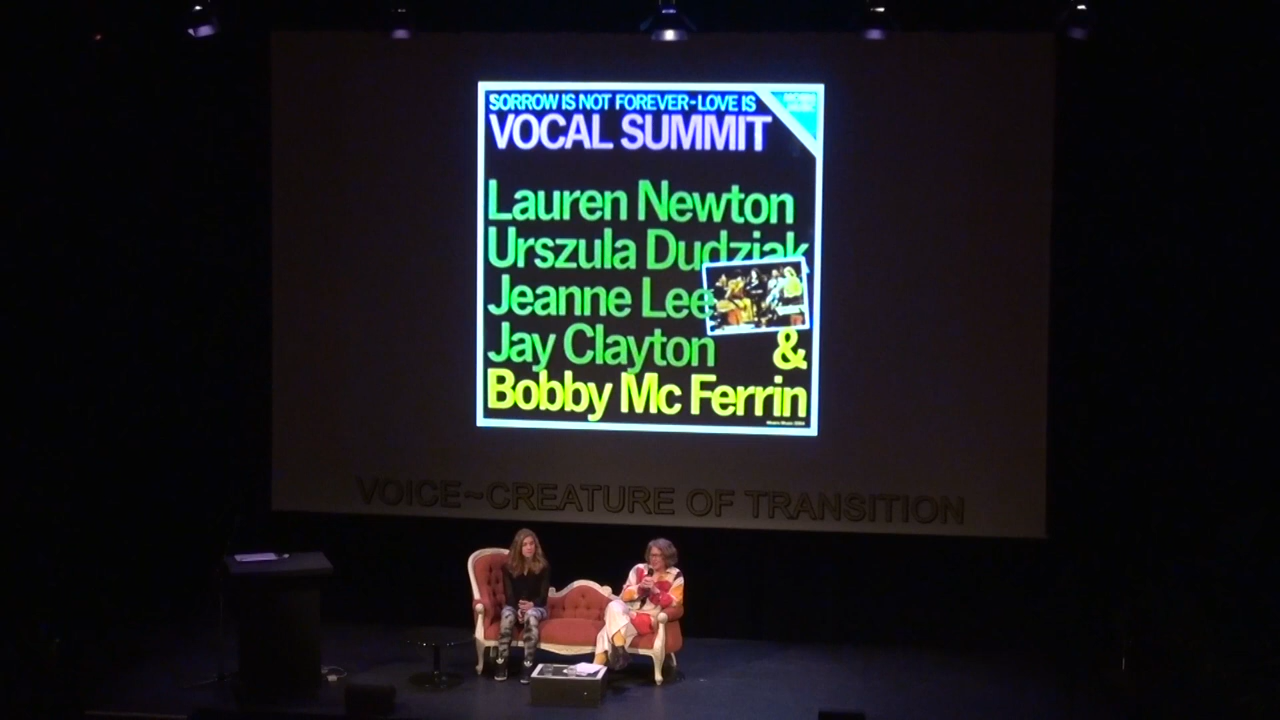 SORROW IS NOT FOREVER-LOVE IS
VOCAL SUMMIT
Lauren Newton
Urszula Dudziak
Jeanne Lee
Jay Clayton
&
Bobby Mc Ferrin
VOICE~CREATURE OF TRANSITION